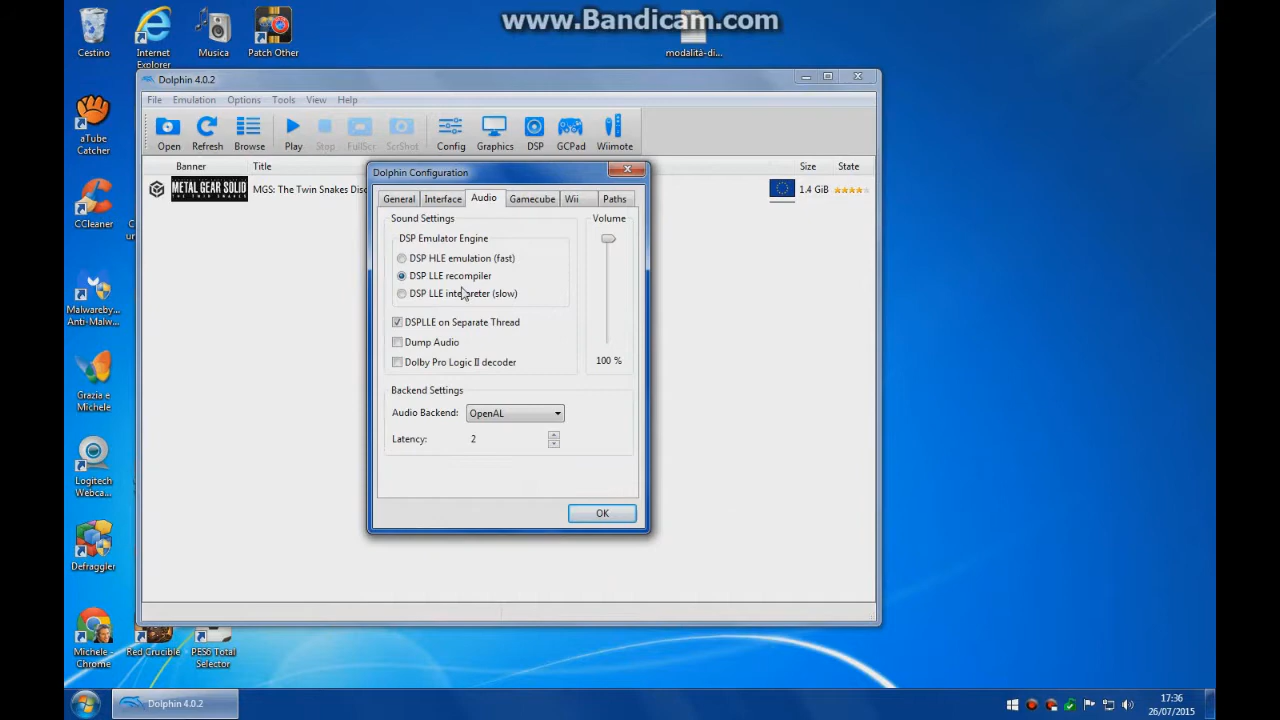 www.Bandicam.com
Cestino
Internet Explorer
Musica
Patch Other
modalità-di...
Dolphin 4.0.2
File Emulation Options Tools View Help
Open Refresh Browse Play Stop FullScr ScrShot Config Graphics DSP GCPad Wiimote
Banner Title Size State
METAL GEAR SOLID
THE TWIN SNAKES
MGS: The Twin Snakes Disc
1.4 GiB
Dolphin Configuration
General Interface Audio Gamecube Wii Paths
Sound Settings
Volume
DSP Emulator Engine
DSP HLE emulation (fast)
DSP LLE recompiler
DSP LLE interpreter (slow)
DSPLLE on Separate Thread
Dump Audio
Dolby Pro Logic II decoder
100 %
Backend Settings
Audio Backend: OpenAL
Latency: 2
OK
aTube Catcher
CCleaner
Malwareby... Anti-Malw...
Grazia e Michele
Logitech Webca...
Defraggler
Michele - Chrome
Red Crucible
PES6 Total Selector
Dolphin 4.0.2
17:36
26/07/2015